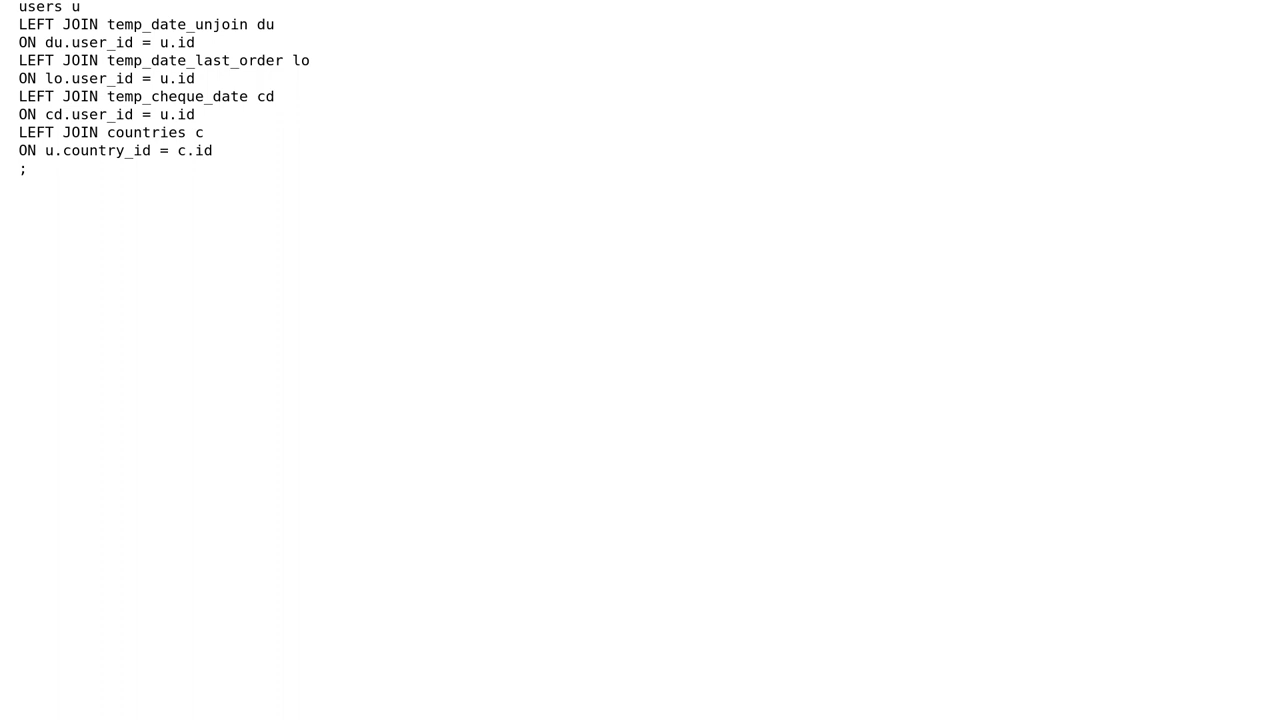 users u
LEFT JOIN temp_date_unjoin du
ON du.user_id = u.id
LEFT JOIN temp_date_last_order lo
ON lo.user_id = u.id
LEFT JOIN temp_cheque_date cd
ON cd.user_id = u.id
LEFT JOIN countries c
ON u.country_id = c.id
;